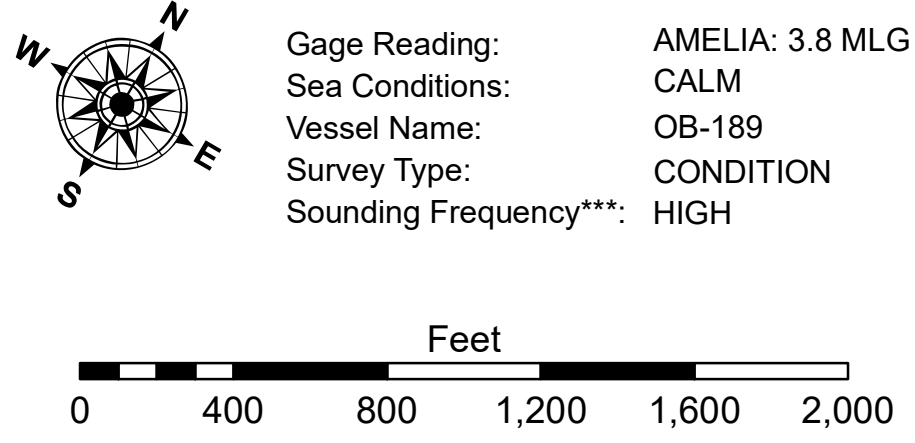 N
W
E
S
Gage Reading: AMELIA: 3.8 MLG
Sea Conditions: CALM
Vessel Name: OB-189
Survey Type: CONDITION
Sounding Frequency***: HIGH
Feet
0 400 800 1,200 1,600 2,000